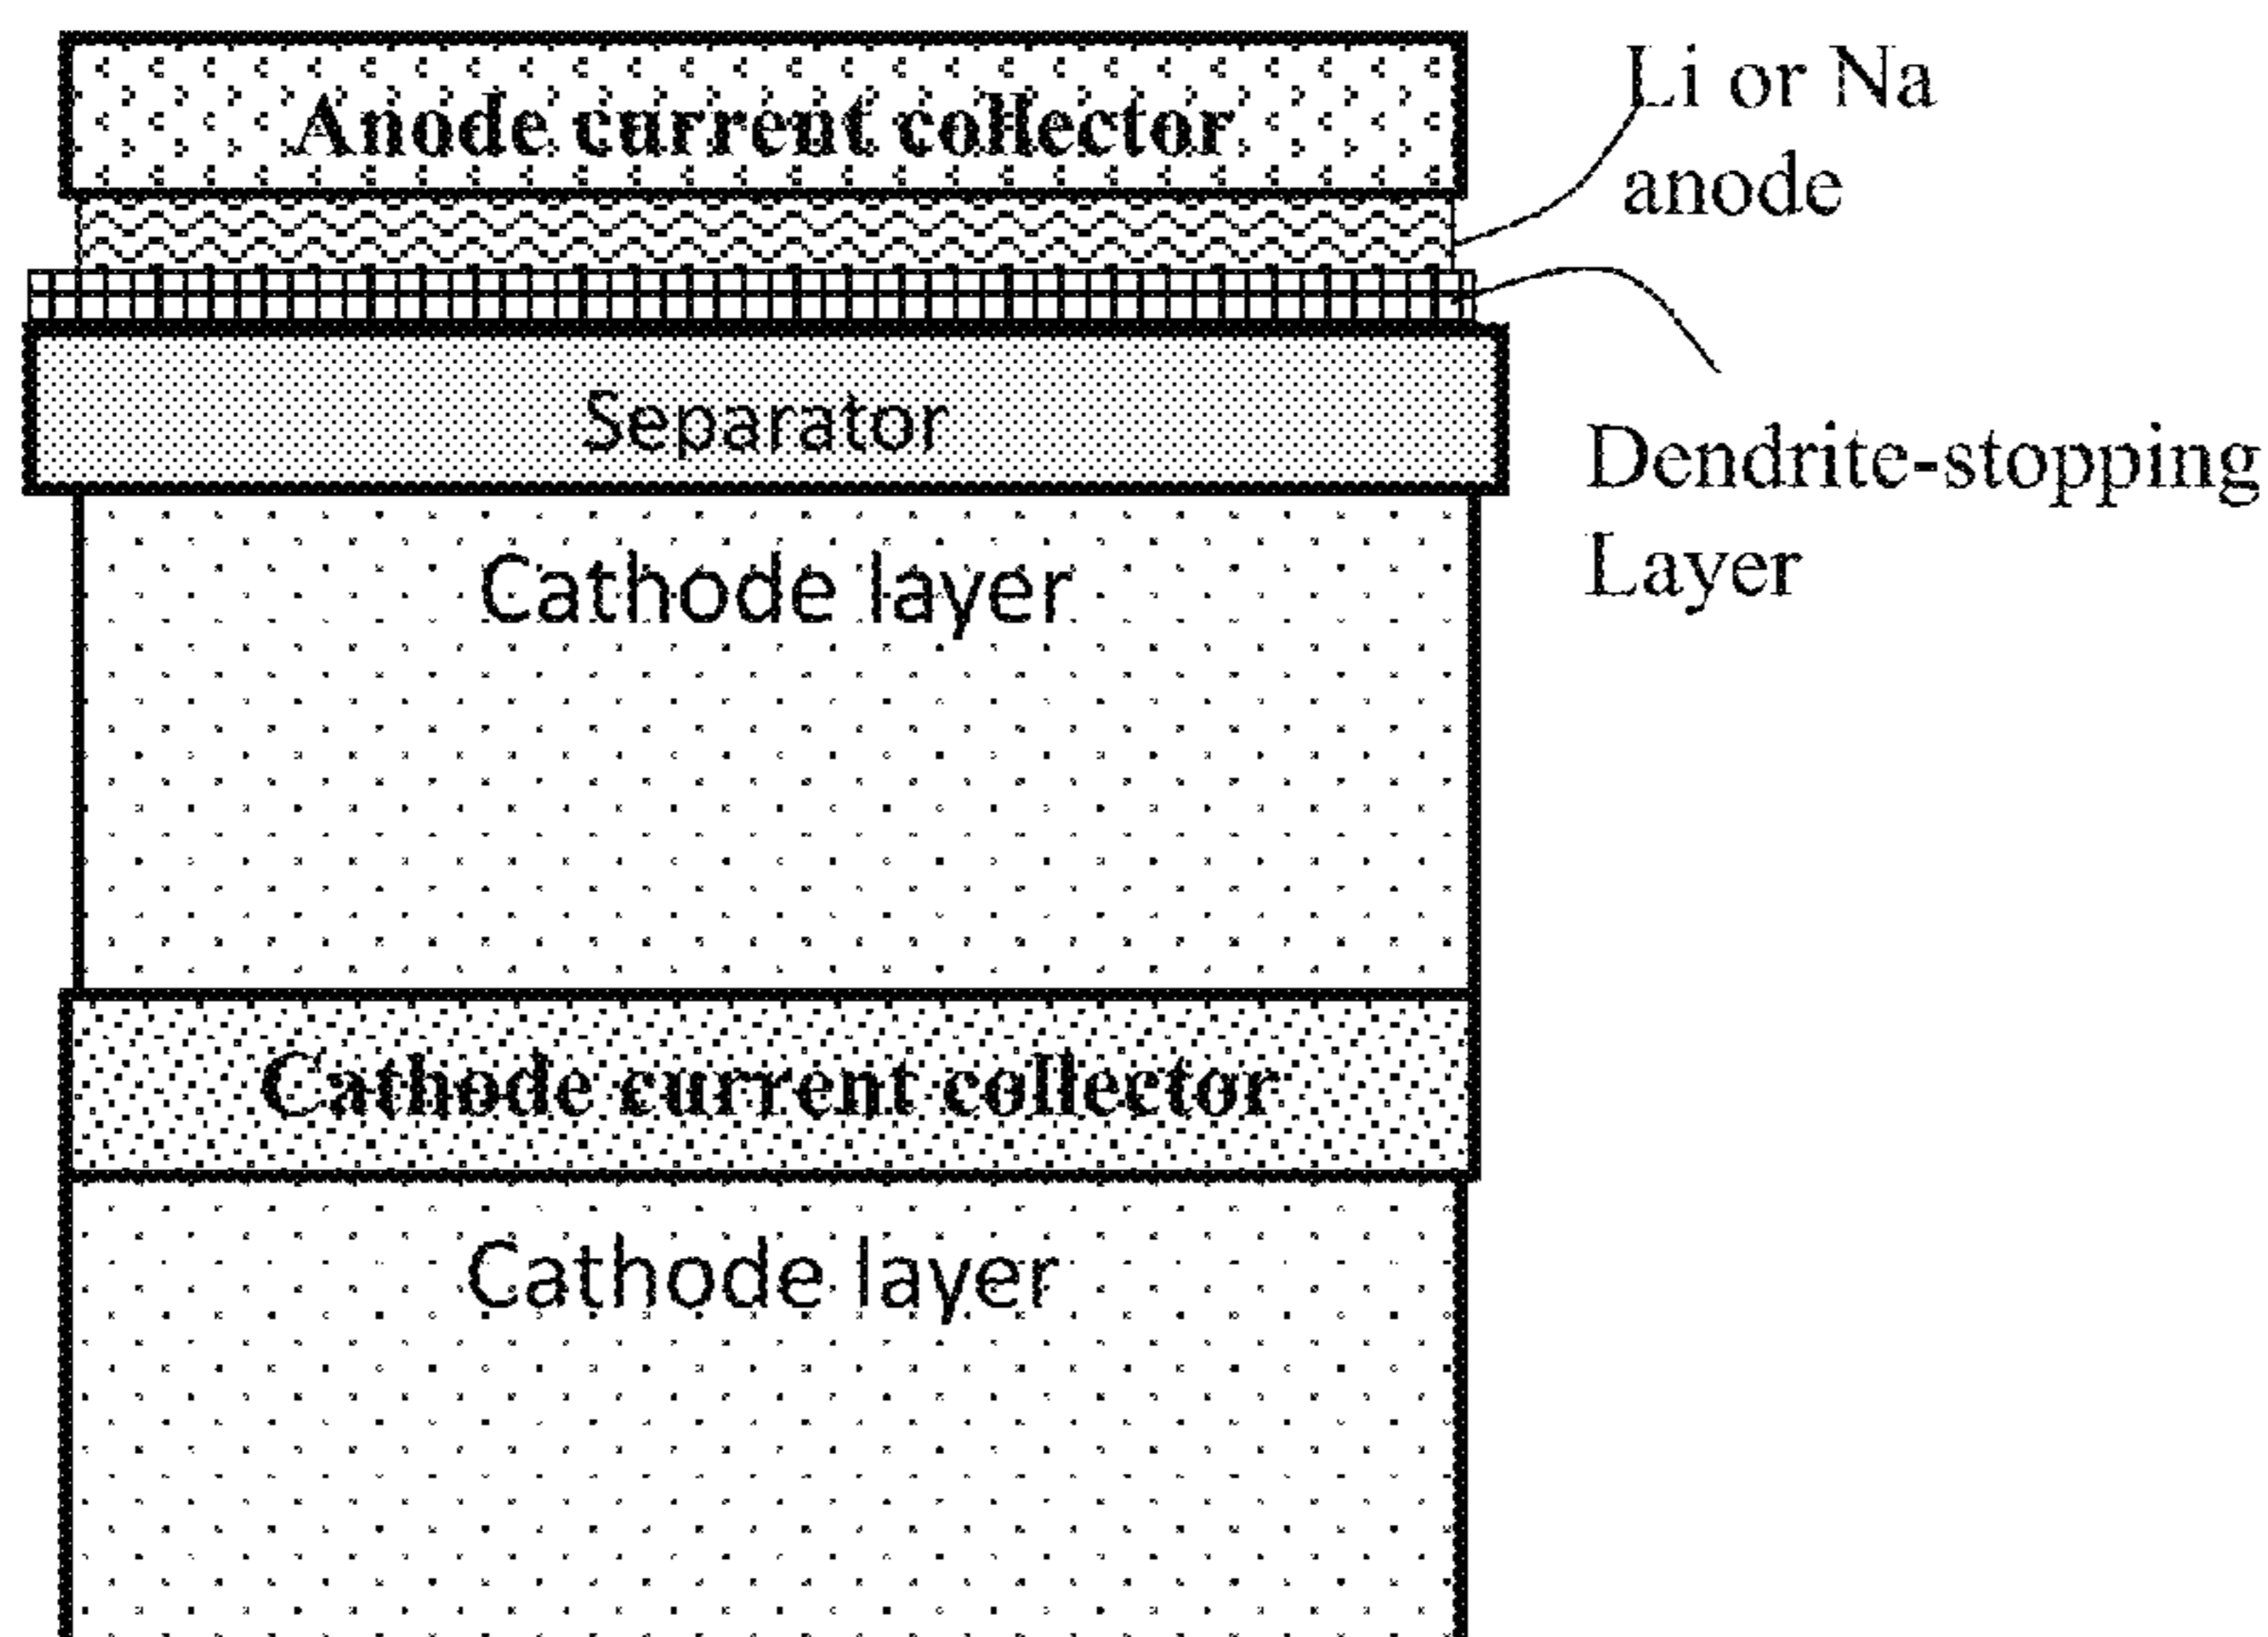 Anode current collector
Li or Na
anode
Separator
Dendrite-stopping
Layer
Cathode layer
Cathode current collector
Cathode layer